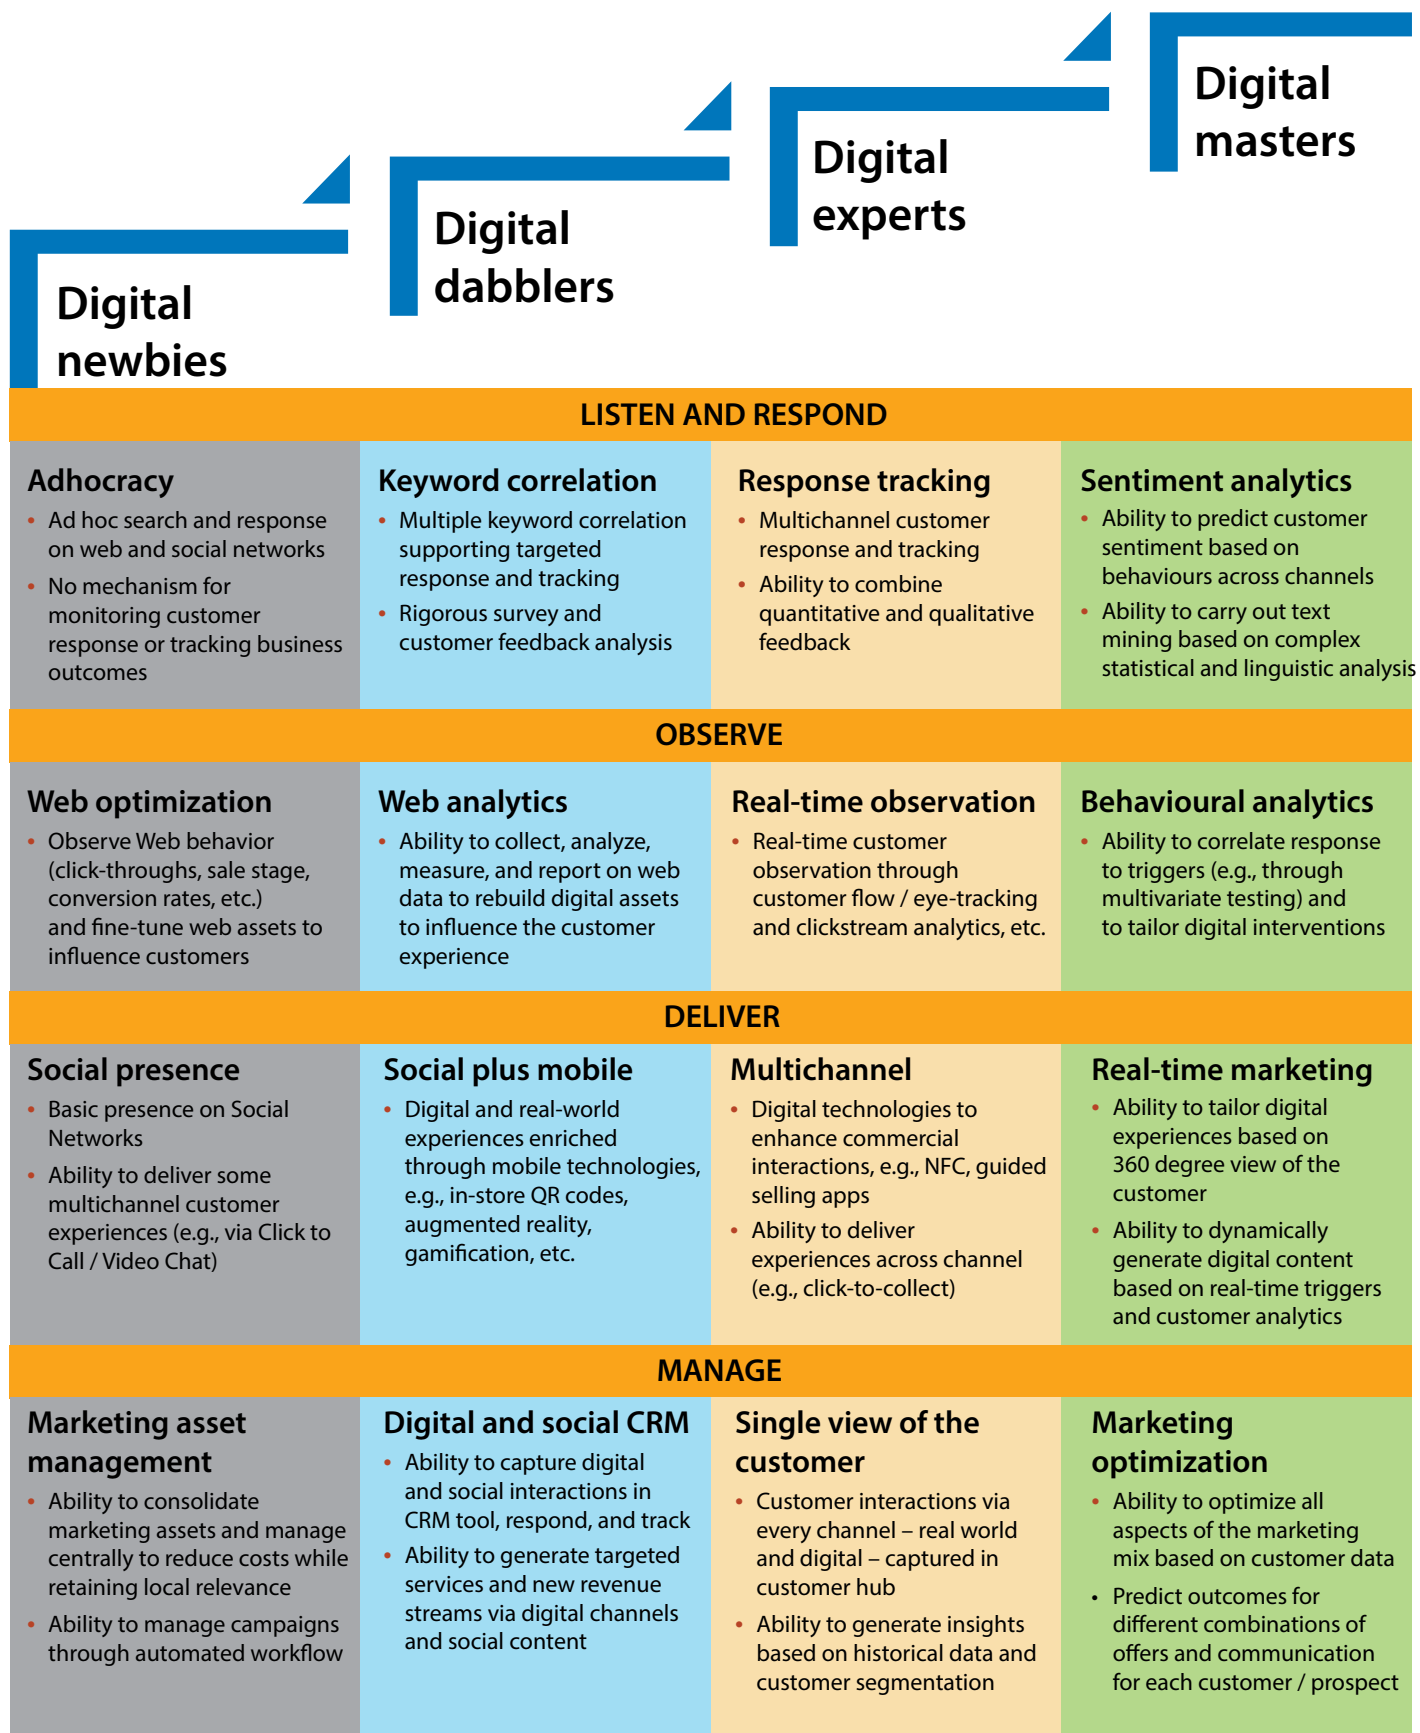 Digital
masters
Digital
experts
Digital
dabblers
Digital
newbies
LISTEN AND RESPOND
Adhocracy
• Ad hoc search and response
on web and social networks
• No mechanism for
monitoring customer
response or tracking business
outcomes
Keyword correlation
• Multiple keyword correlation
supporting targeted
response and tracking
• Rigorous survey and
customer feedback analysis
Response tracking
• Multichannel customer
response and tracking
• Ability to combine
quantitative and qualitative
feedback
Sentiment analytics
• Ability to predict customer
sentiment based on
behaviours across channels
• Ability to carry out text
mining based on complex
statistical and linguistic analysis
OBSERVE
Web optimization
• Observe Web behavior
(click-throughs, sale stage,
conversion rates, etc.)
and fine-tune web assets to
influence customers
Web analytics
• Ability to collect, analyze,
measure, and report on web
data to rebuild digital assets
to influence the customer
experience
Real-time observation
• Real-time customer
observation through
customer flow / eye-tracking
and clickstream analytics, etc.
Behavioural analytics
• Ability to correlate response
to triggers (e.g., through
multivariate testing) and
to tailor digital interventions
DELIVER
Social presence
• Basic presence on Social
Networks
• Ability to deliver some
multichannel customer
experiences (e.g., via Click to
Call / Video Chat)
Social plus mobile
• Digital and real-world
experiences enriched
through mobile technologies,
e.g., in-store QR codes,
augmented reality,
gamification, etc.
Multichannel
• Digital technologies to
enhance commercial
interactions, e.g., NFC, guided
selling apps
• Ability to deliver
experiences across channel
(e.g., click-to-collect)
Real-time marketing
• Ability to tailor digital
experiences based on
360 degree view of the
customer
• Ability to dynamically
generate digital content
based on real-time triggers
and customer analytics
MANAGE
Marketing asset
management
• Ability to consolidate
marketing assets and manage
centrally to reduce costs while
retaining local relevance
• Ability to manage campaigns
through automated workflow
Digital and social CRM
• Ability to capture digital
and social interactions in
CRM tool, respond, and track
• Ability to generate targeted
services and new revenue
streams via digital channels
and social content
Single view of the
customer
• Customer interactions via
every channel – real world
and digital – captured in
customer hub
• Ability to generate insights
based on historical data and
customer segmentation
Marketing
optimization
• Ability to optimize all
aspects of the marketing
mix based on customer data
• Predict outcomes for
different combinations of
offers and communication
for each customer / prospect